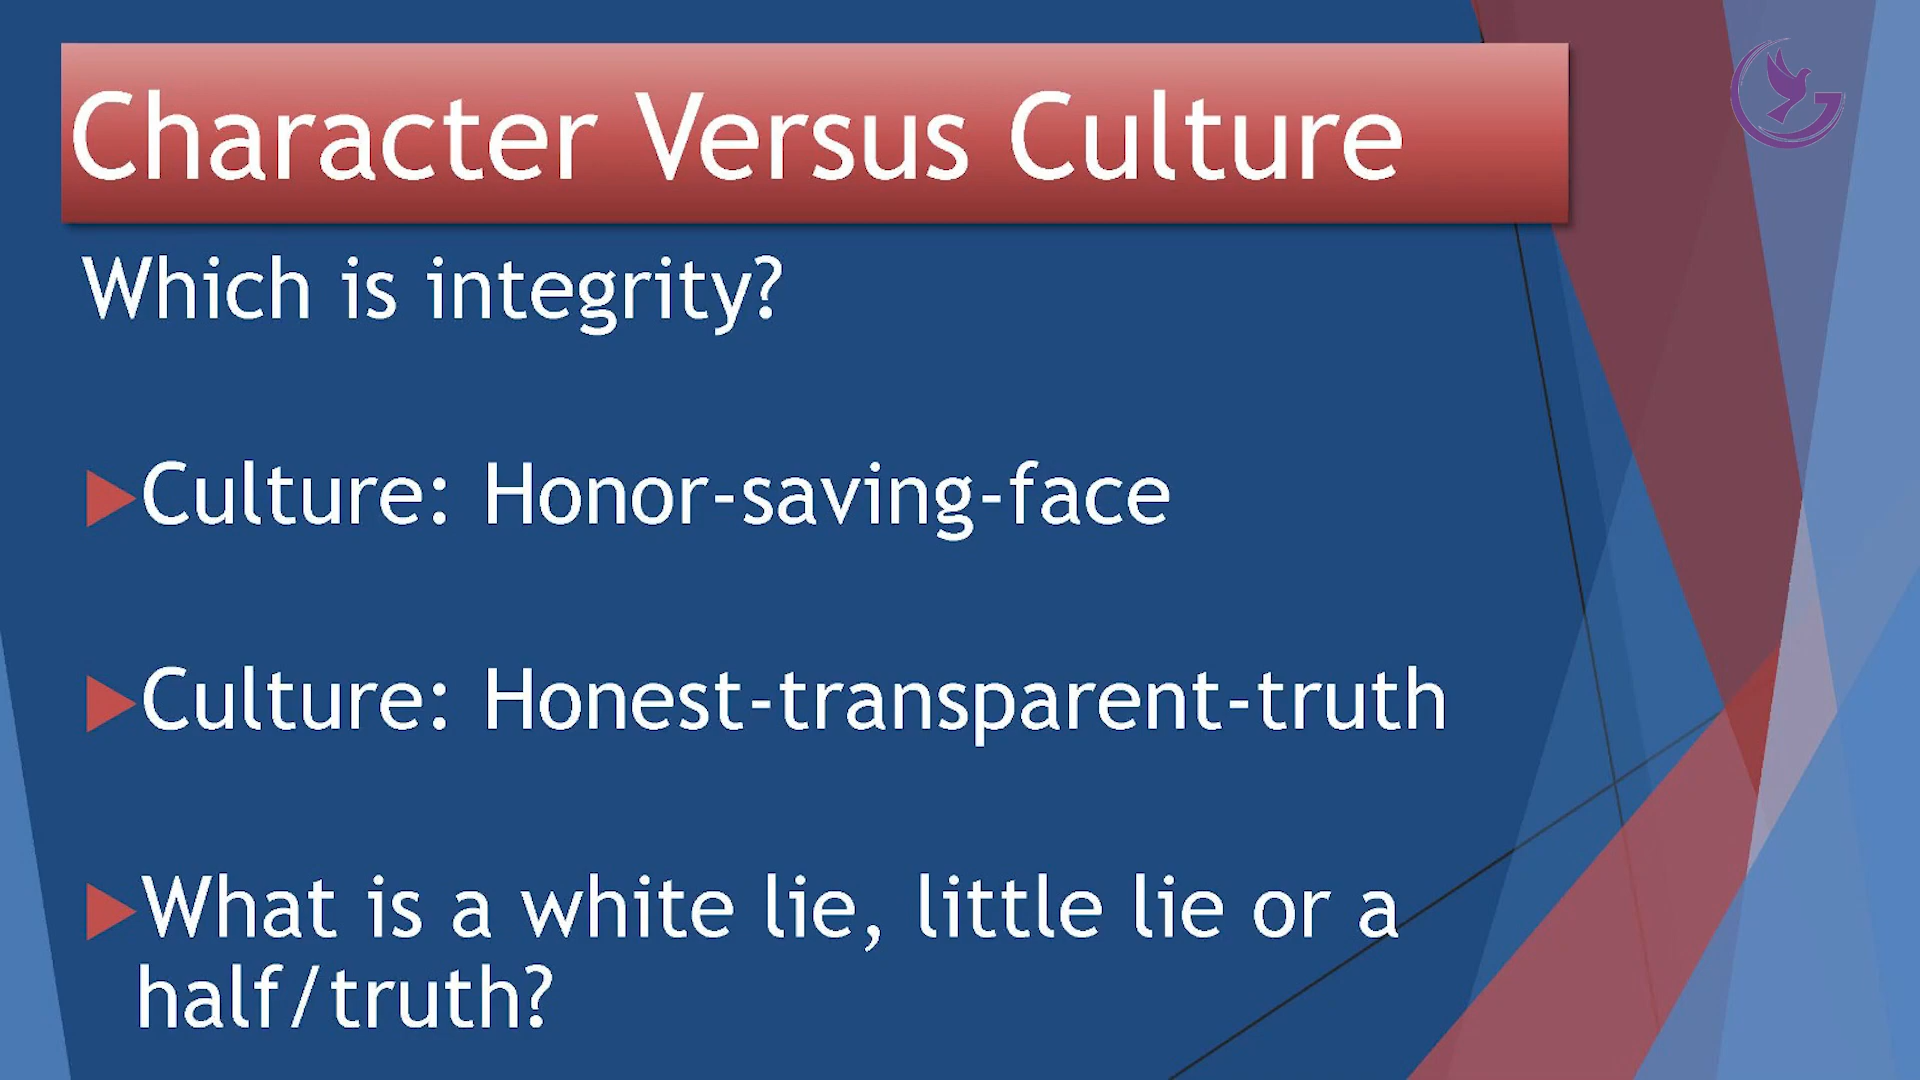 Character Versus Culture
Which is integrity?
Culture: Honor-saving-face
Culture: Honest-transparent-truth
What is a white lie, little lie or a
half/truth?